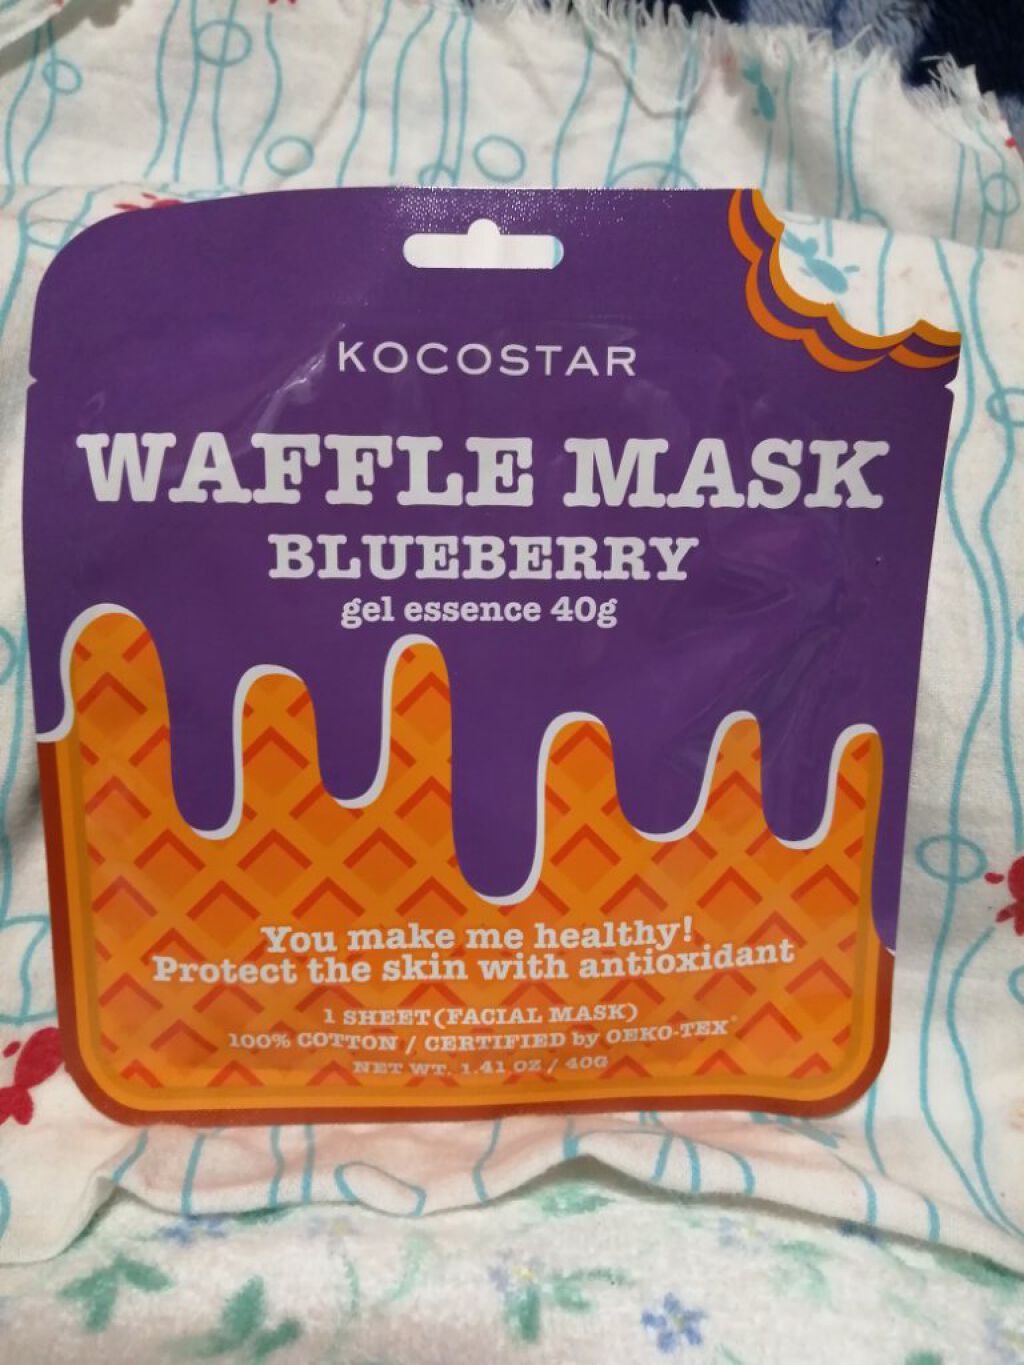 KOCOSTAR
WAFFLE MASK
BLUEBERRY
gel essence 40g
You make me healthy!
Protect the skin with antioxidant
1 SHEET (FACIAL MASK)
100% COTTON / CERTIFIED by OEKO-TEX®
NET WT. 1.41 OZ / 40G